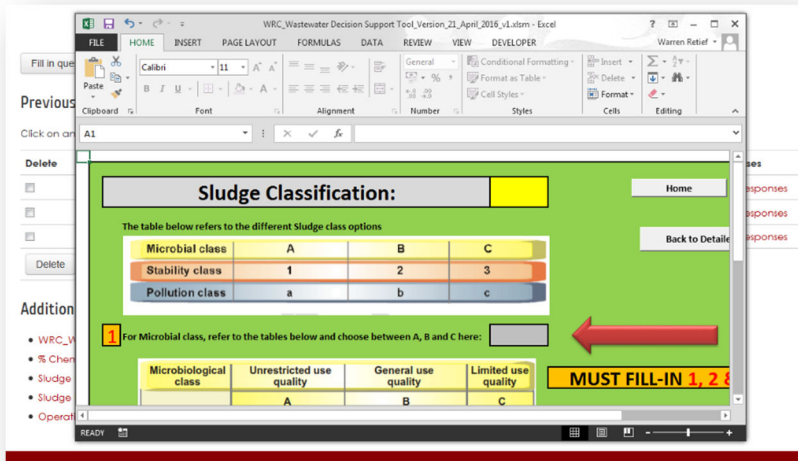 WRC_Wastewater Decision Support Tool_Version_21_April_2016_v1.xlsm - Excel
FILE HOME INSERT PAGE LAYOUT FORMULAS DATA REVIEW VIEW DEVELOPER Warren Retief
Calibri 11 General Conditional Formatting Insert
Paste B I U Format as Table Delete
Cell Styles Format
Clipboard Font Alignment Number Styles Cells Editing
A1 fx
Fill in que
Previous
Click on an
Delete ses
esponses
esponses
esponses
Delete
Addition
WRC_W
% Chem
Sludge
Sludge
Operati
Sludge Classification:
Home
The table below refers to the different Sludge class options
Back to Detaile
Microbial class A B C
Stability class 1 2 3
Pollution class a b c
1 For Microbial class, refer to the tables below and choose between A, B and C here:
Microbiological class Unrestricted use quality General use quality Limited use quality
A B C
MUST FILL-IN 1, 2 &
READY 100%